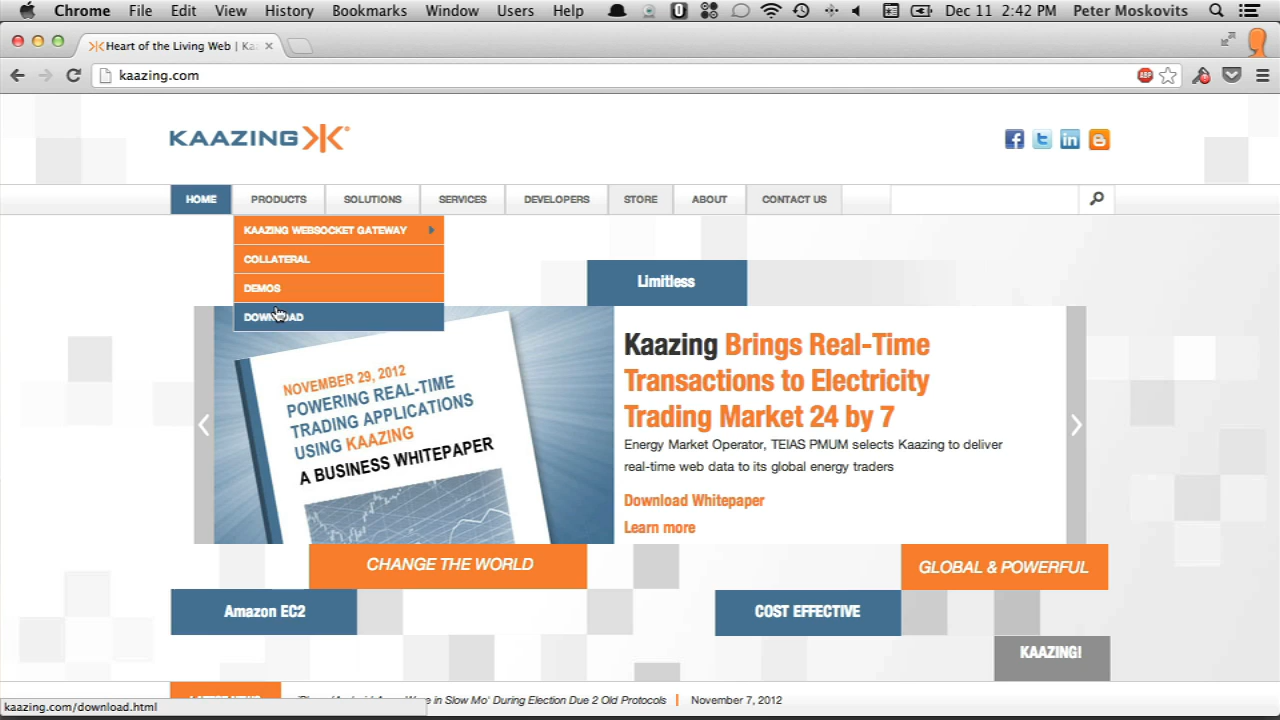 Chrome File Edit View History Bookmarks Window Users Help Dec 11 2:42 PM Peter Moskovits
Heart of the Living Web | Ka
kaazing.com
ABP
KAAZING
HOME PRODUCTS SOLUTIONS SERVICES DEVELOPERS STORE ABOUT CONTACT US
KAAZING WEBSOCKET GATEWAY
COLLATERAL
DEMOS
DOWNLOAD
Limitless
NOVEMBER 29, 2012
POWERING REAL-TIME
TRADING APPLICATIONS
USING KAAZING
A BUSINESS WHITEPAPER
Kaazing Brings Real-Time
Transactions to Electricity
Trading Market 24 by 7
Energy Market Operator, TEIAS PMUM selects Kaazing to deliver
real-time web data to its global energy traders
Download Whitepaper
Learn more
CHANGE THE WORLD
GLOBAL & POWERFUL
Amazon EC2
COST EFFECTIVE
KAAZING!
in Slow Mo' During Election Due 2 Old Protocols | November 7, 2012
kaazing.com/download.html